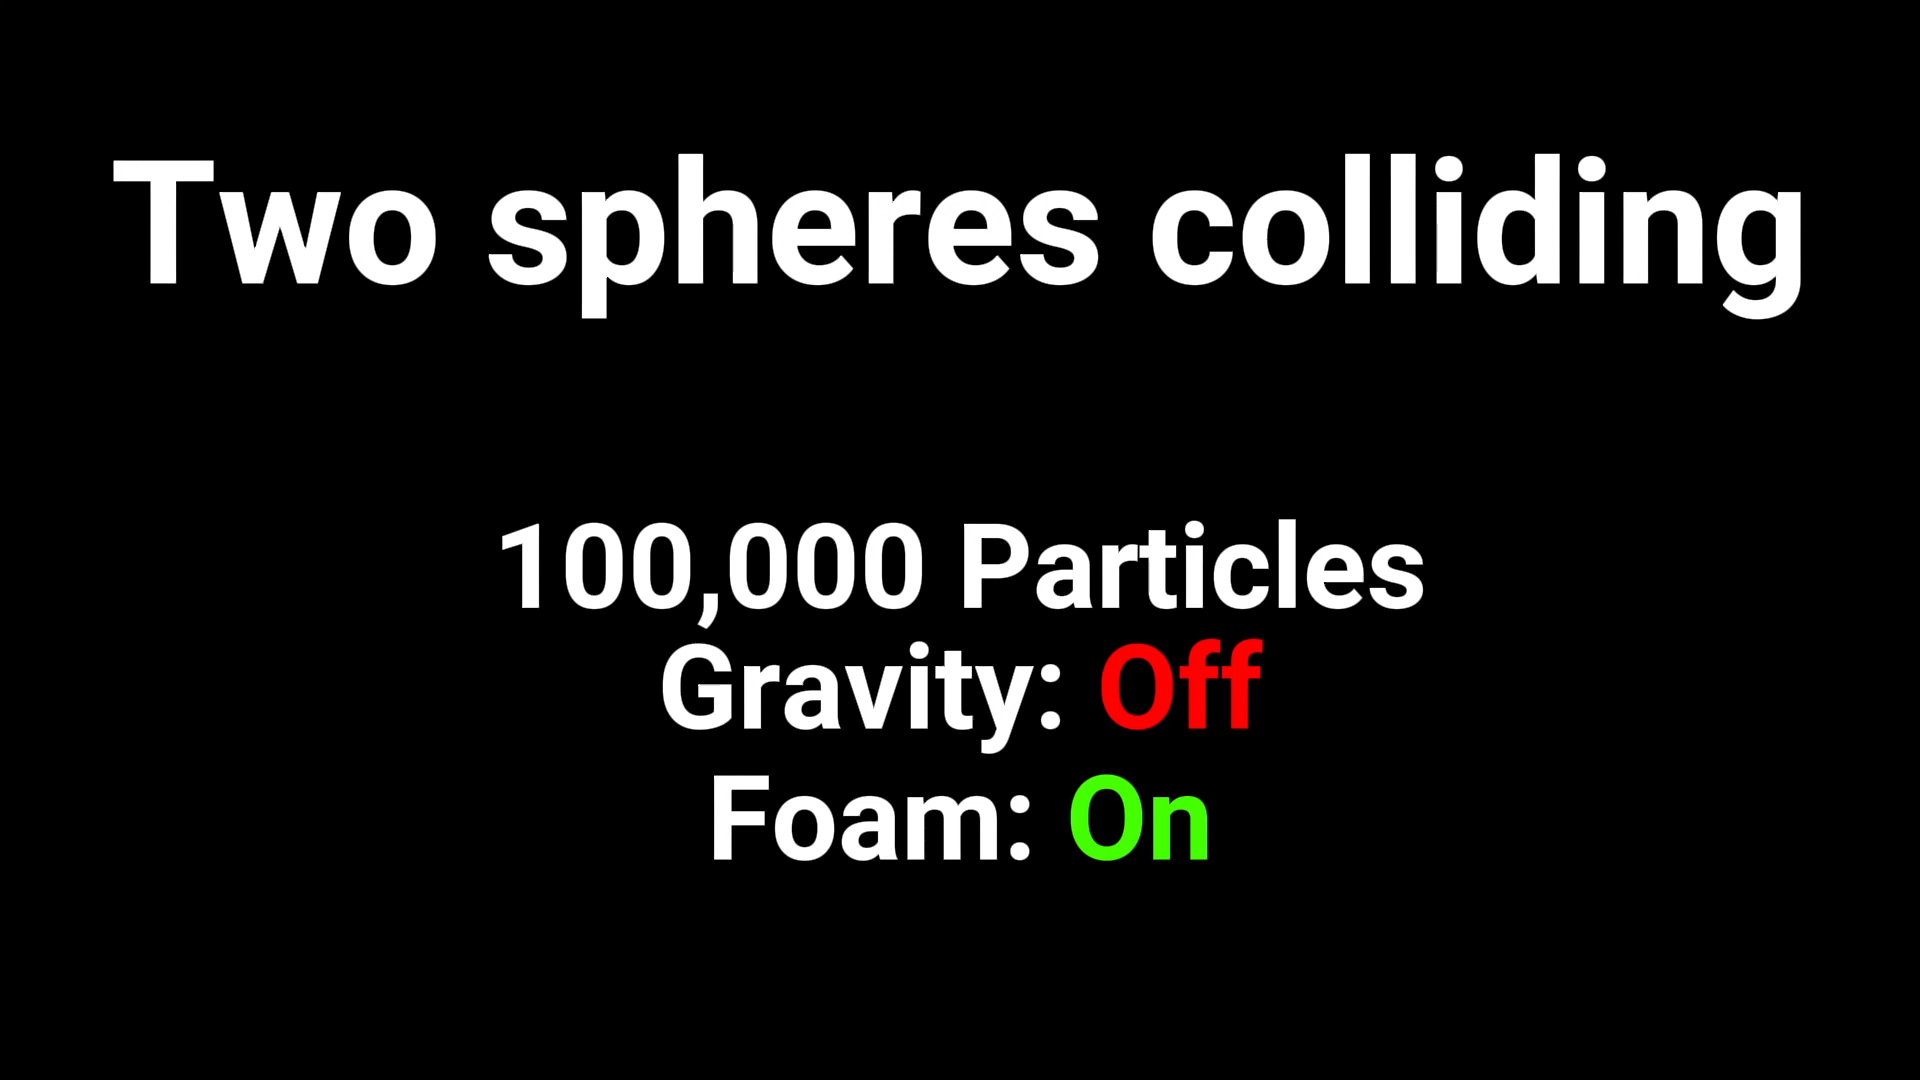 Two spheres colliding
100,000 Particles
Gravity: Off
Foam: On